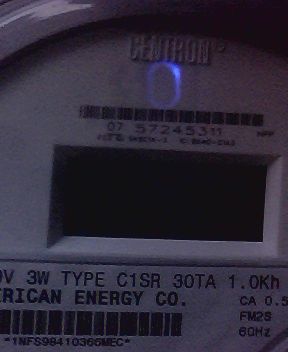 CENTRON
07 57245311
0V 3W TYPE C1SR 30TA 1.0Kh
ERICAN ENERGY CO.
CA 0.5
FM2S
60Hz
*1NFS98410366MEC*